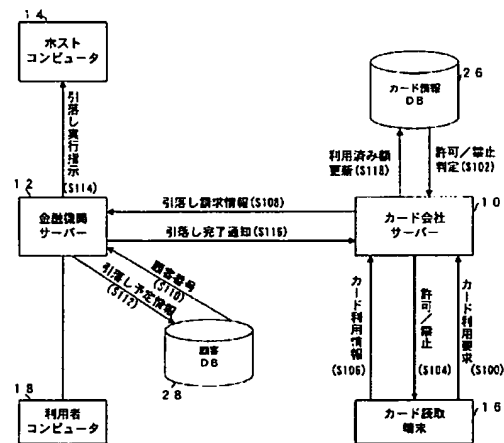 14
ホスト
コンピュータ
引落し実行指示
(S114)
26
カード情報
DB
利用済み額
更新(S118)
許可/禁止
判定(S102)
12
金融機関
サーバー
引落し請求情報(S108)
引落し完了通知(S116)
10
カード会社
サーバー
引落し予定情報
(S112)
顧客番号
(S110)
顧客
DB
28
カード利用情報
(S106)
許可/禁止
(S104)
カード利用要求
(S100)
18
利用者
コンピュータ
16
カード読取
端末